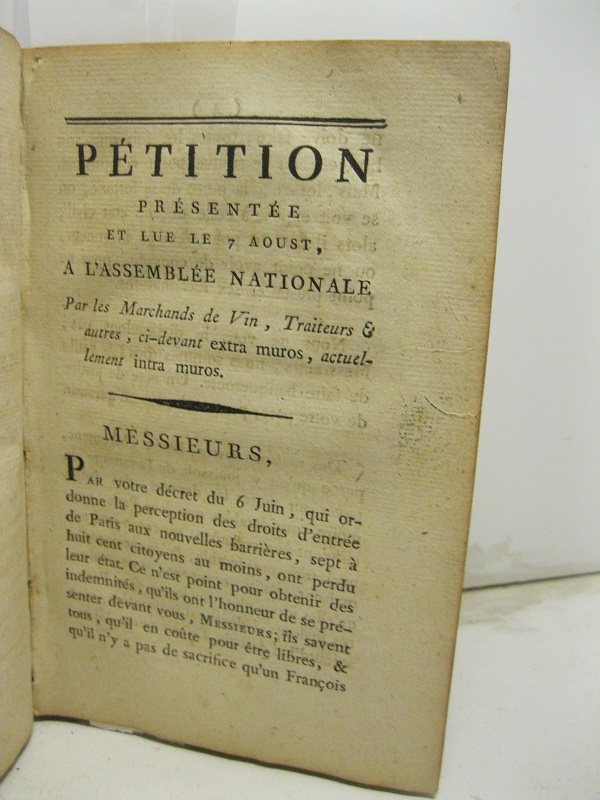 PÉTITION
PRÉSENTÉE
ET LUE LE 7 AOUST,
A L'ASSEMBLÉE NATIONALE
Par les Marchands de Vin, Traiteurs &
autres, ci-devant extra muros, actuel-
lement intra muros.
MESSIEURS,
PAR votre décret du 6 Juin, qui or-
donne la perception des droits d'entrée
de Paris aux nouvelles barrières, sept à
huit cent citoyens au moins, ont perdu
leur état. Ce n'est point pour obtenir des
indemnités, qu'ils ont l'honneur de se pré-
senter devant vous, MESSIEURS; ils savent
tous, qu'il en coûte pour être libres, &
qu'il n'y a pas de sacrifice qu'un François